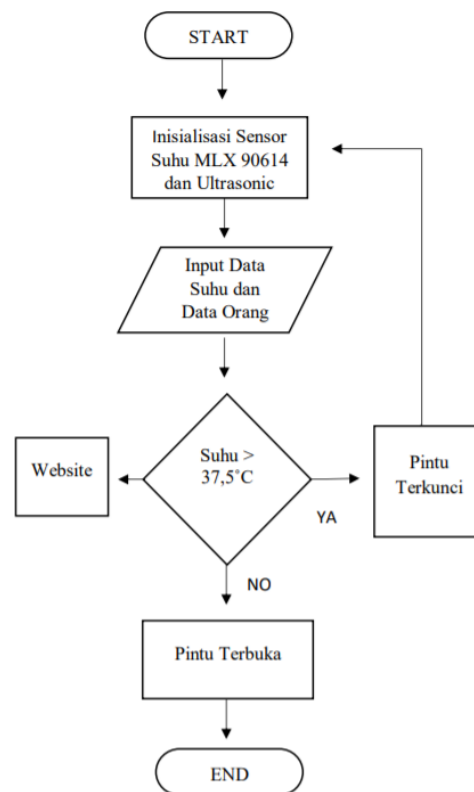 START
Inisialisasi Sensor
Suhu MLX 90614
dan Ultrasonic
Input Data
Suhu dan
Data Orang
Suhu >
37,5˚C
Website
Pintu
Terkunci
YA
NO
Pintu Terbuka
END